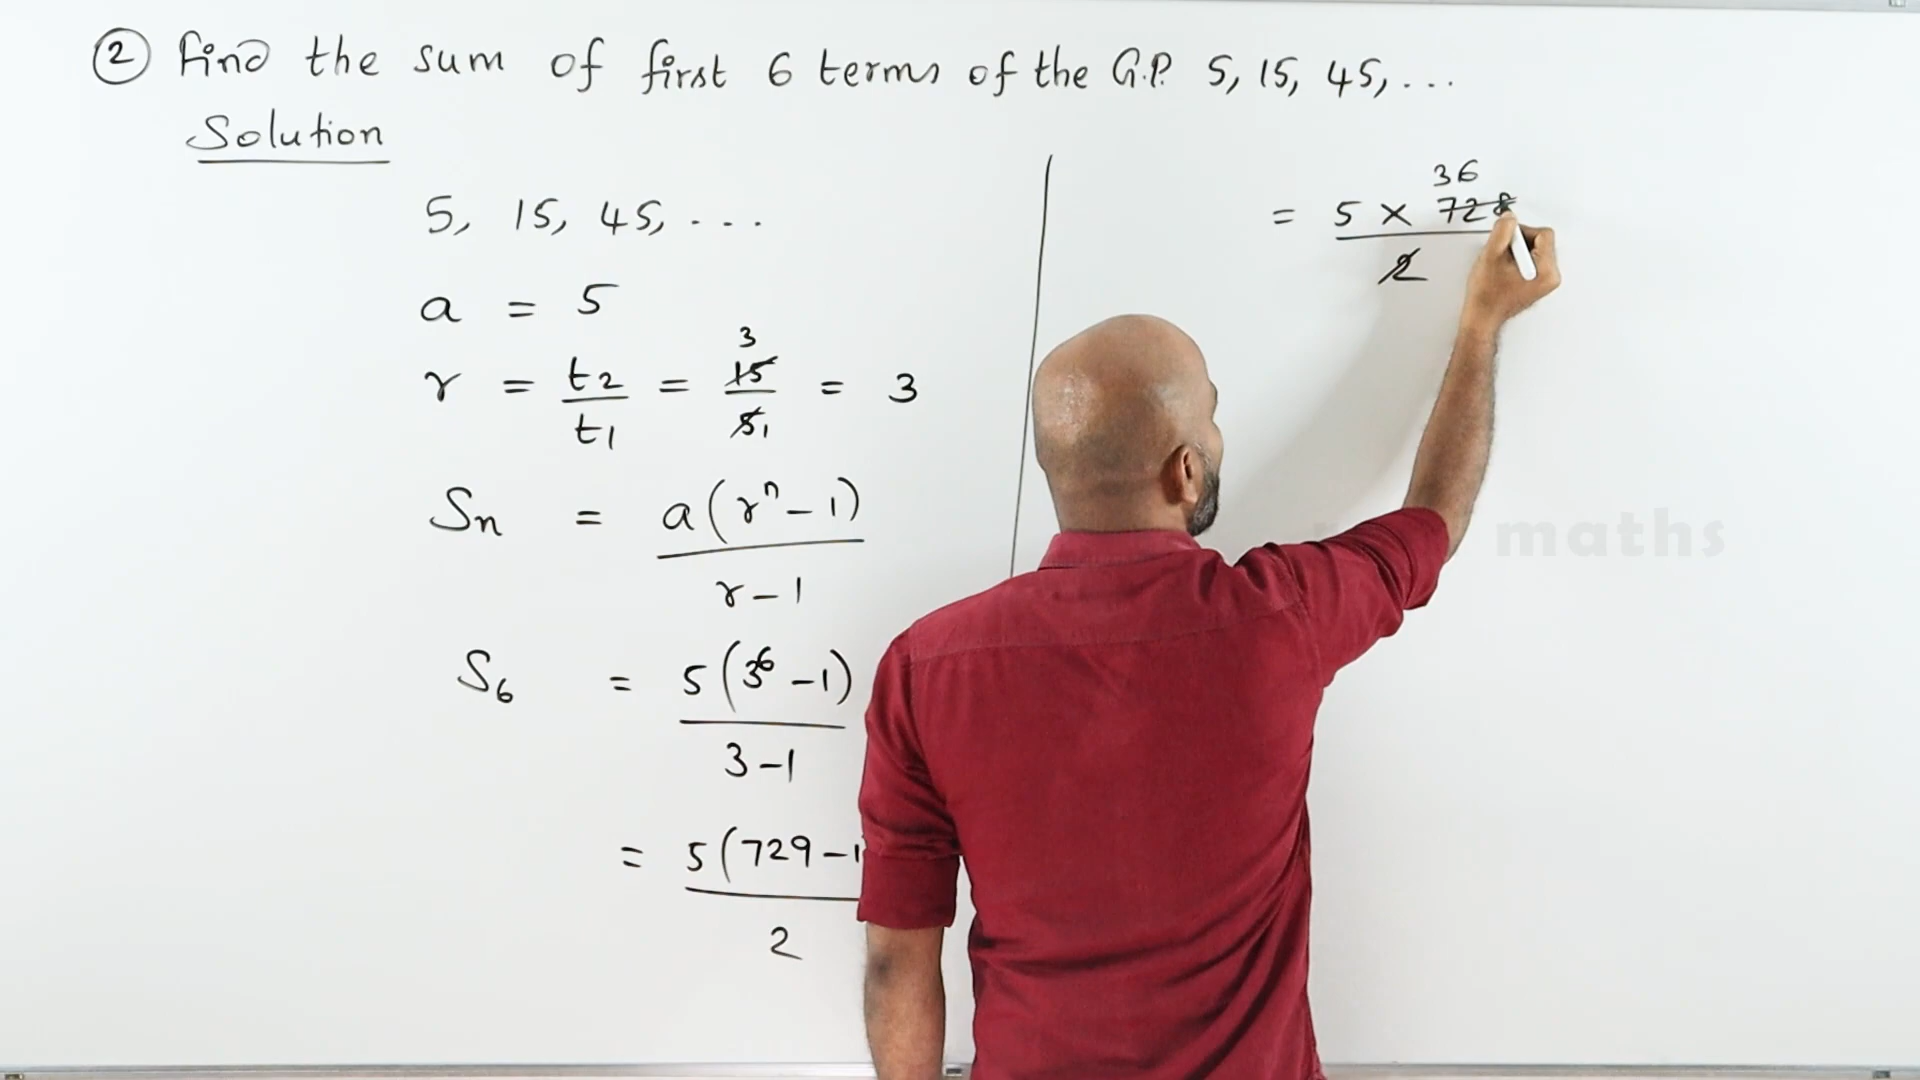 ② Find the sum of first 6 terms of the G.P. 5, 15, 45, ...
Solution
5, 15, 45, ...
a = 5
r = t2/t1 = 15/5 = 3
3
1
Sn = a(r^n - 1)
r - 1
S6 = 5(3^6 - 1)
3 - 1
= 5(729 - 1
2
36
= 5 × 728
2
maths